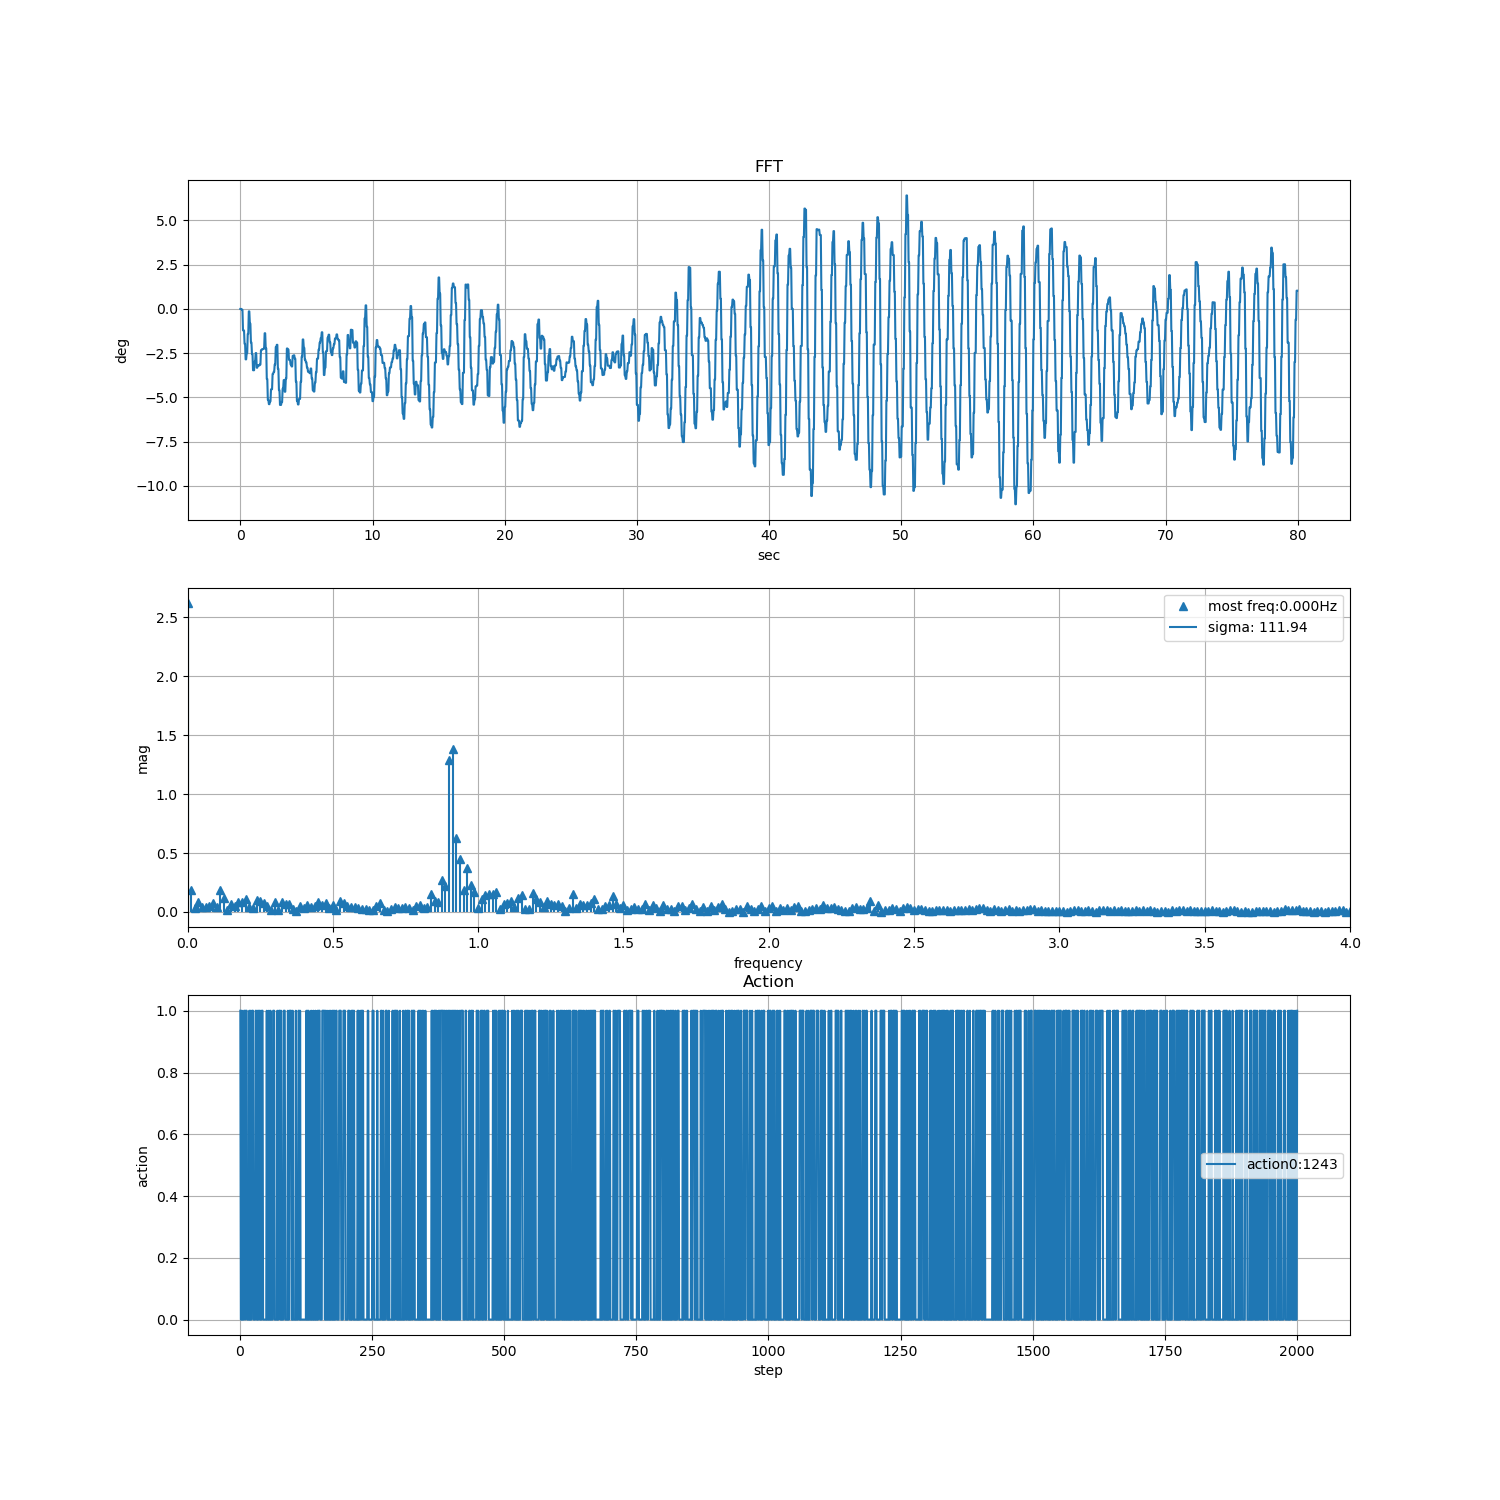 FFT
5.0
2.5
0.0
−2.5
−5.0
−7.5
−10.0
deg
0 10 20 30 40 50 60 70 80
sec
2.5
2.0
1.5
1.0
0.5
0.0
mag
most freq:0.000Hz
sigma: 111.94
0.0 0.5 1.0 1.5 2.0 2.5 3.0 3.5 4.0
frequency
Action
1.0
0.8
0.6
0.4
0.2
0.0
action
action0:1243
0 250 500 750 1000 1250 1500 1750 2000
step